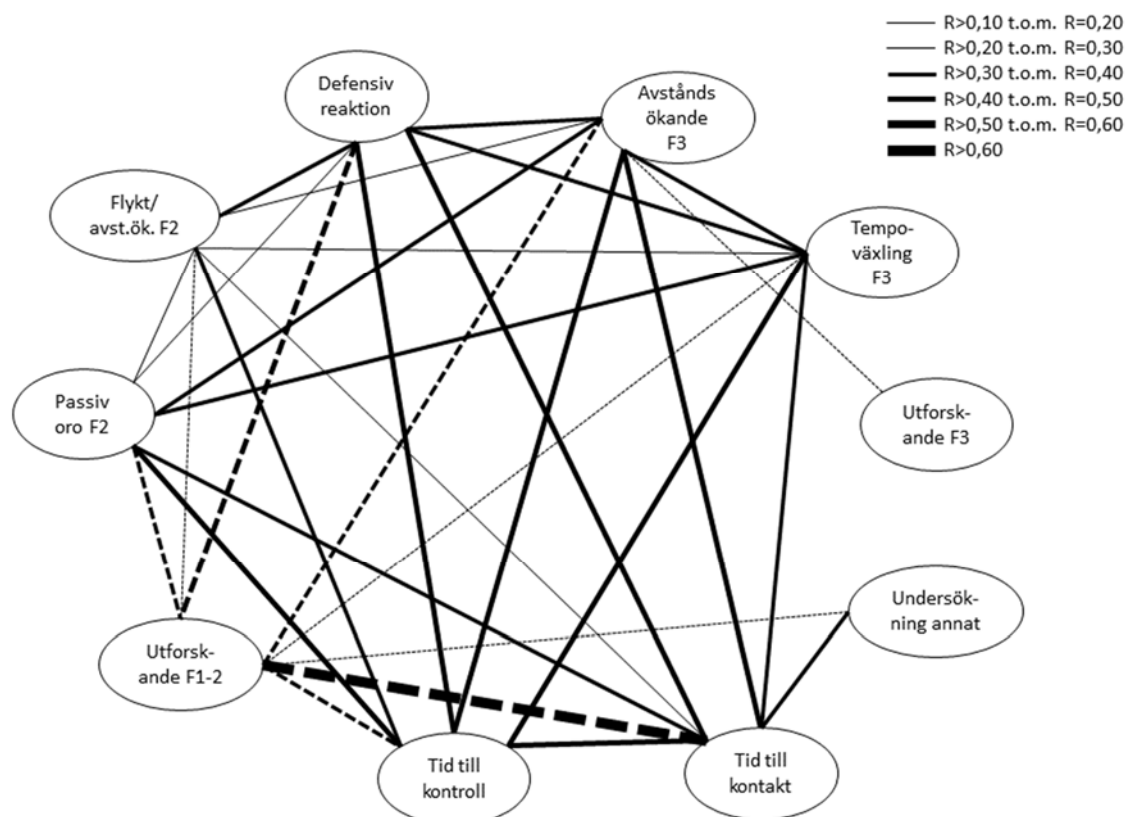 R>0,10 t.o.m. R=0,20
R>0,20 t.o.m. R=0,30
R>0,30 t.o.m. R=0,40
R>0,40 t.o.m. R=0,50
R>0,50 t.o.m. R=0,60
R>0,60
Defensiv
reaktion
Avstånds
ökande
F3
Flykt/
avst.ök. F2
Tempo-
växling
F3
Passiv
oro F2
Utforsk-
ande F3
Undersök-
ning annat
Utforsk-
ande F1-2
Tid till
kontroll
Tid till
kontakt